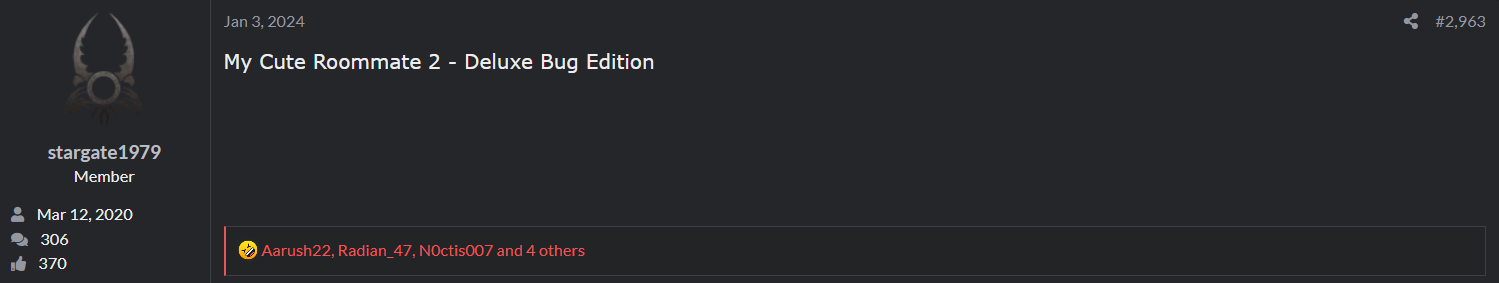 Jan 3, 2024
#2,963
My Cute Roommate 2 - Deluxe Bug Edition
stargate1979
Member
Mar 12, 2020
306
370
Aarush22, Radian_47, N0ctis007 and 4 others